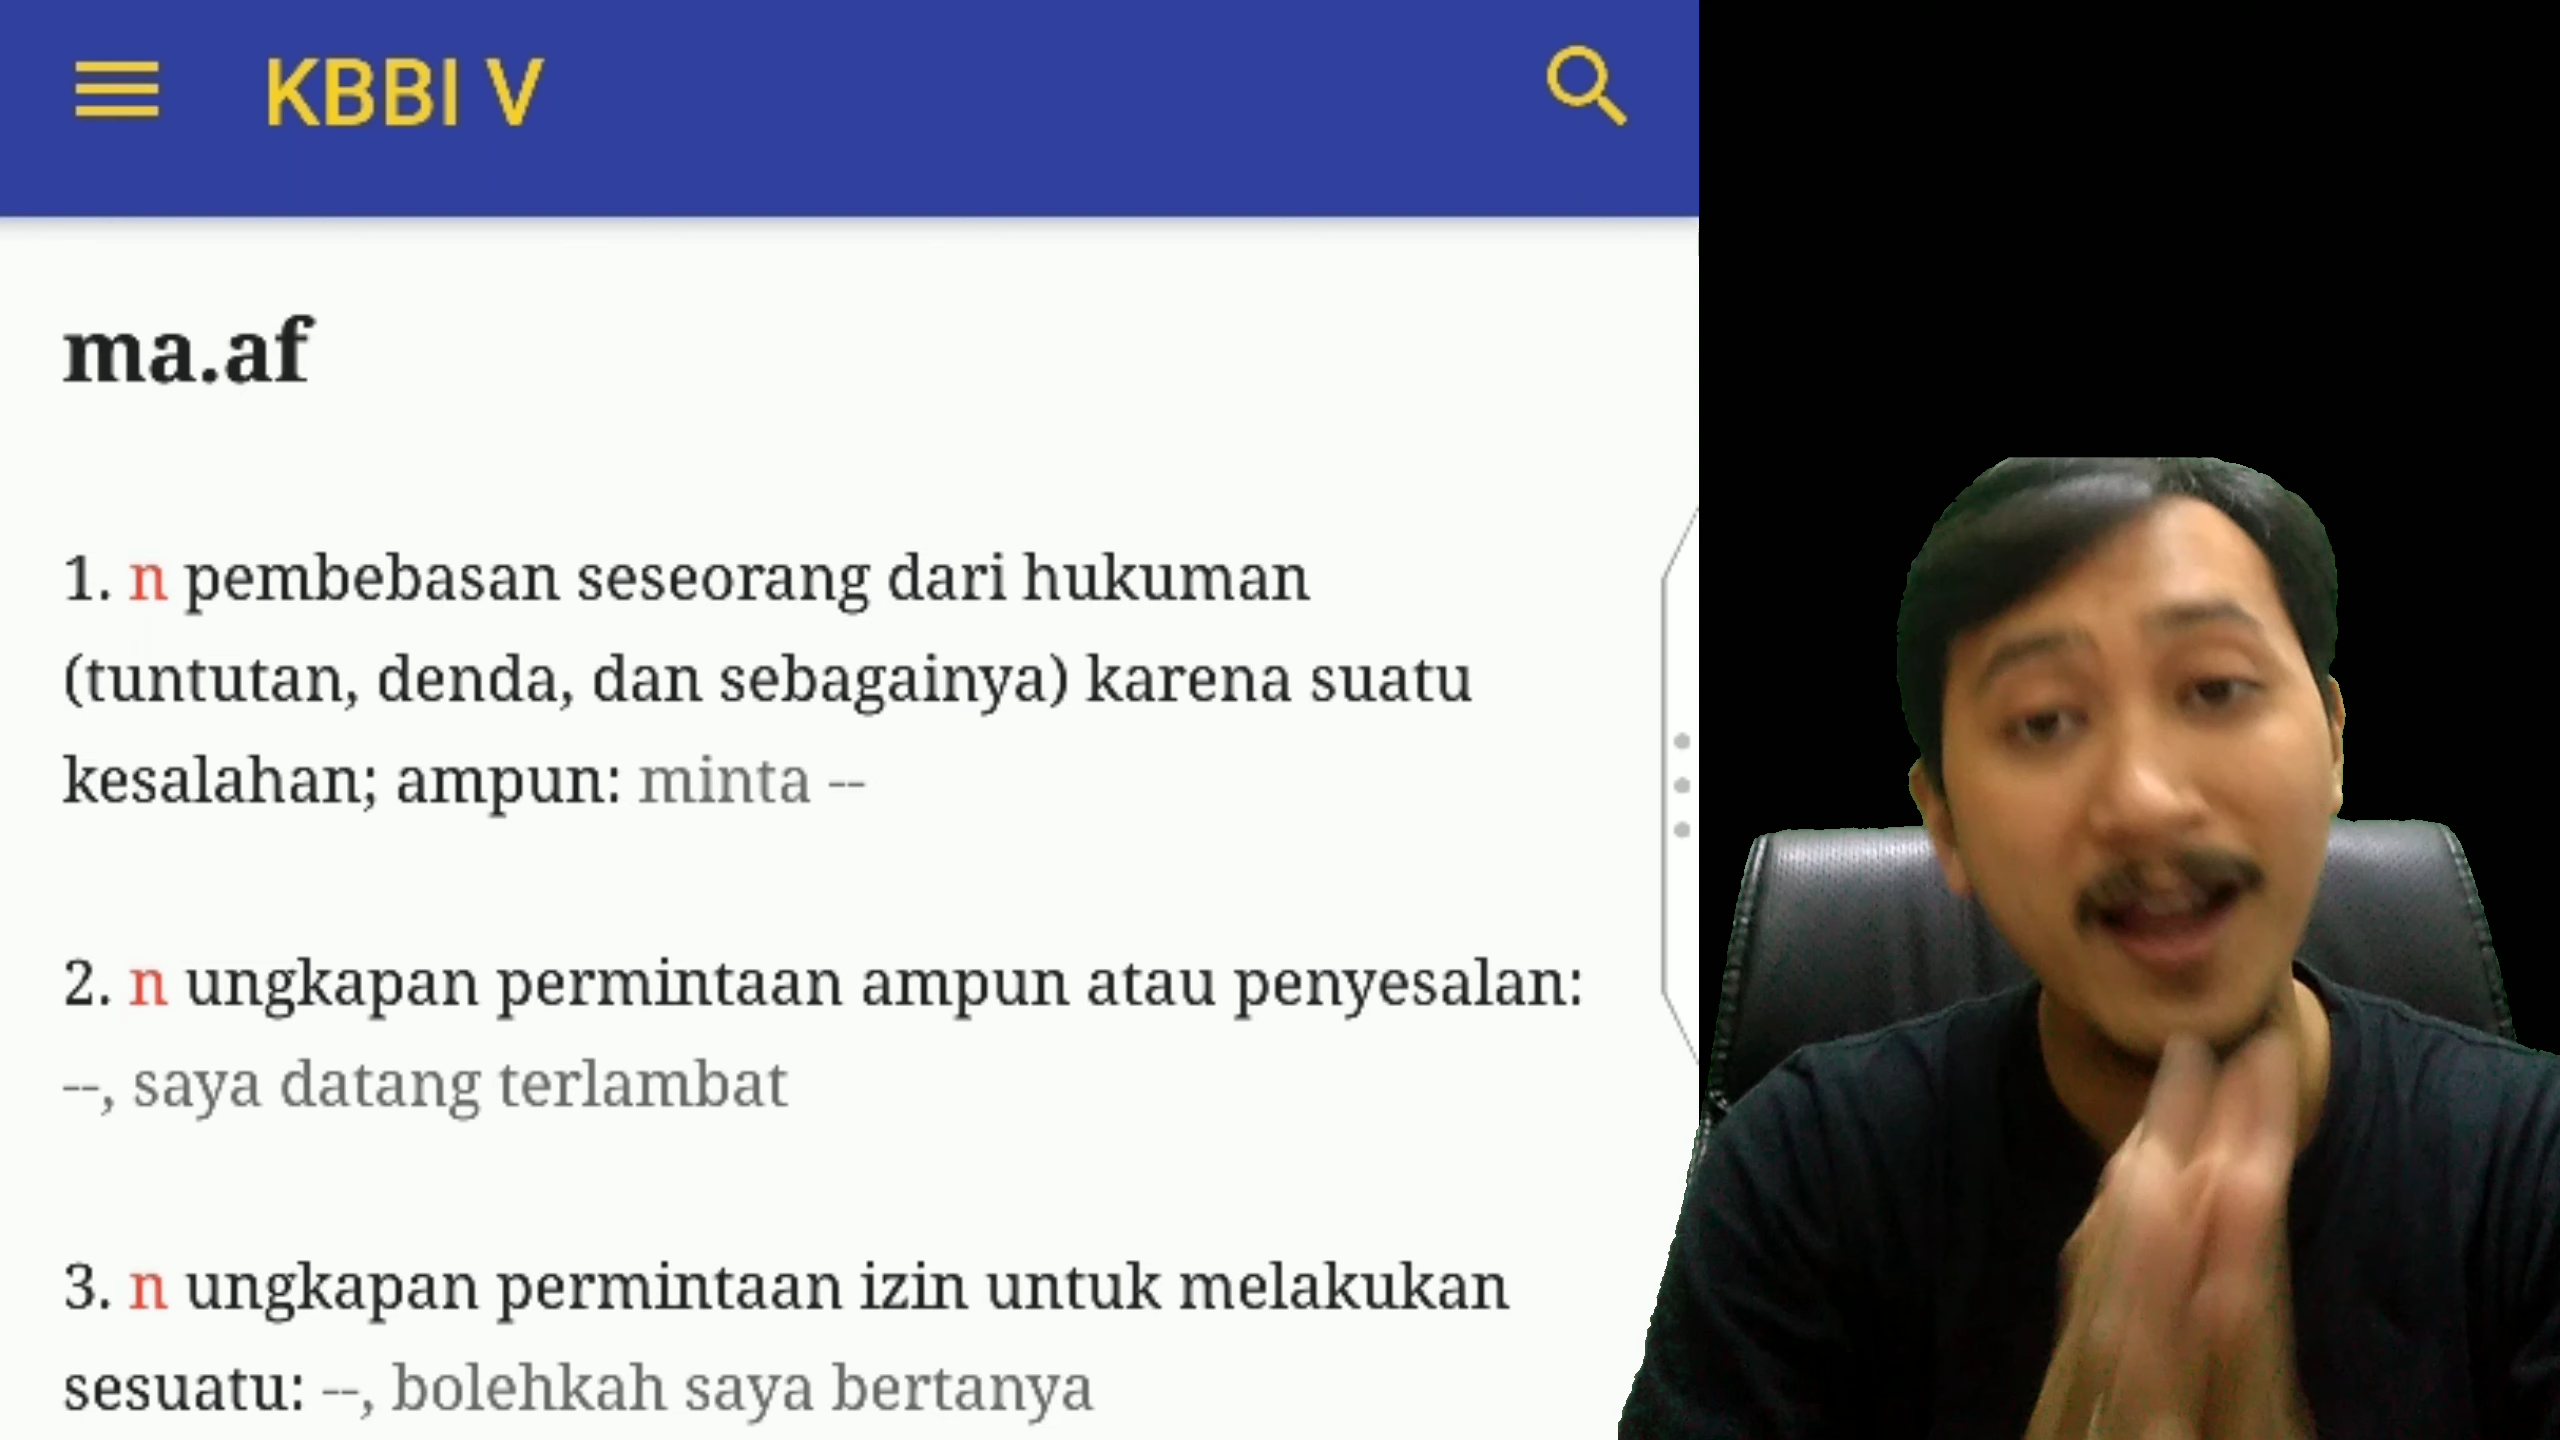 KBBI V
ma.af
1. n pembebasan seseorang dari hukuman
(tuntutan, denda, dan sebagainya) karena suatu
kesalahan; ampun: minta --
2. n ungkapan permintaan ampun atau penyesalan:
--, saya datang terlambat
3. n ungkapan permintaan izin untuk melakukan
sesuatu: --, bolehkah saya bertanya